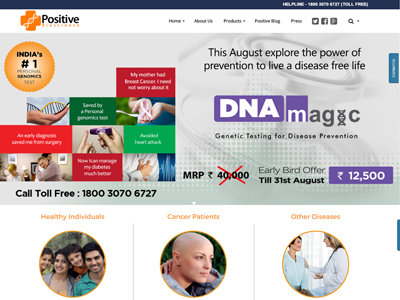 HELPLINE - 1800 3070 6727 (TOLL FREE)
Positive
BIOSCIENCE
Home
About Us
Products
Positive Blog
Press
INDIA's
# 1
PERSONAL
GENOMICS
TEST
My mother had
Breast Cancer. I need
not worry about it
Saved by a
Personal
genomics test
An early diagnosis
saved me from surgery
Avoided
heart attack
Now I can manage
my diabetes
much better
Call Toll Free : 1800 3070 6727
This August explore the power of
prevention to live a disease free life
DNA magic
Genetic Testing for Disease Prevention
MRP ₹ 40,000
Early Bird Offer
Till 31st August
₹ 12,500
Healthy Individuals
Cancer Patients
Other Diseases